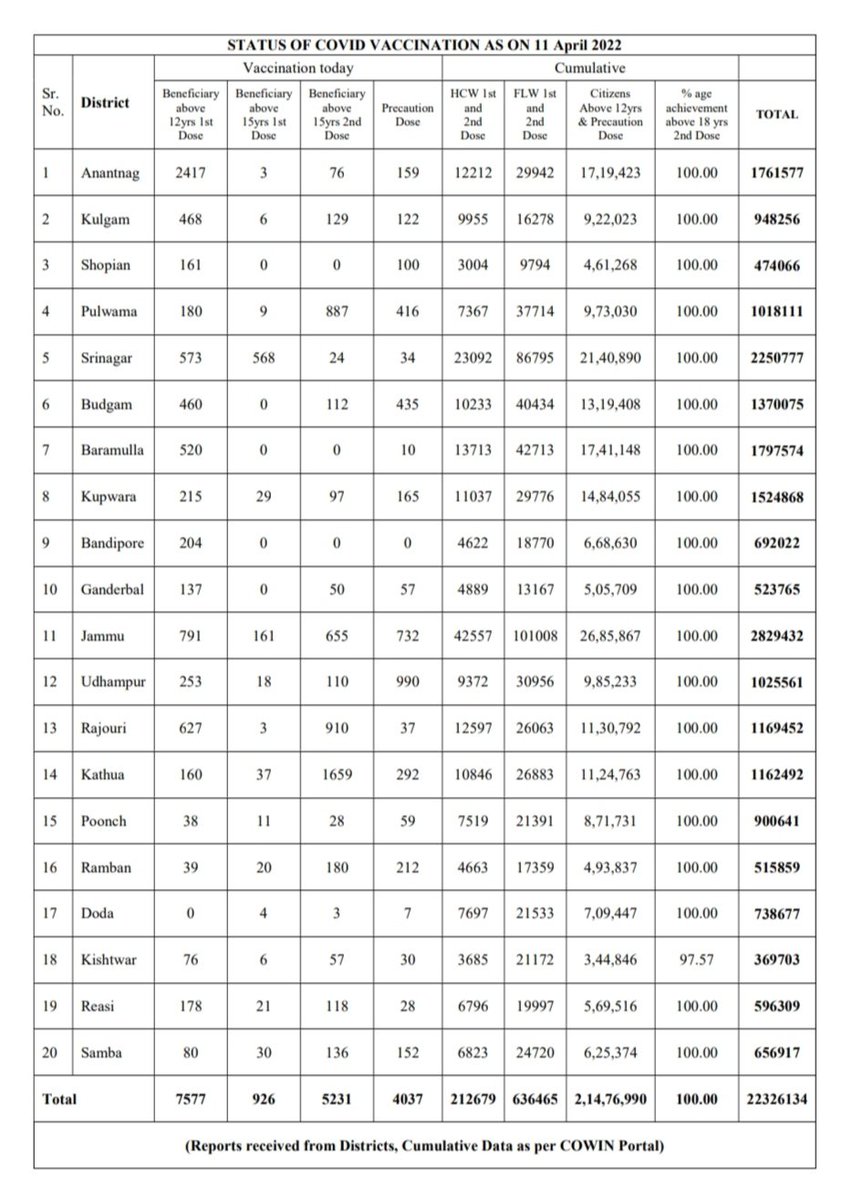 STATUS OF COVID VACCINATION AS ON 11 April 2022
Sr. No. District Vaccination today Cumulative
Beneficiary above 12yrs 1st Dose Beneficiary above 15yrs 1st Dose Beneficiary above 15yrs 2nd Dose Precaution Dose HCW 1st and 2nd Dose FLW 1st and 2nd Dose Citizens Above 12yrs & Precaution Dose % age achievement above 18 yrs 2nd Dose TOTAL
1 Anantnag 2417 3 76 159 12212 29942 17,19,423 100.00 1761577
2 Kulgam 468 6 129 122 9955 16278 9,22,023 100.00 948256
3 Shopian 161 0 0 100 3004 9794 4,61,268 100.00 474066
4 Pulwama 180 9 887 416 7367 37714 9,73,030 100.00 1018111
5 Srinagar 573 568 24 34 23092 86795 21,40,890 100.00 2250777
6 Budgam 460 0 112 435 10233 40434 13,19,408 100.00 1370075
7 Baramulla 520 0 0 10 13713 42713 17,41,148 100.00 1797574
8 Kupwara 215 29 97 165 11037 29776 14,84,055 100.00 1524868
9 Bandipore 204 0 0 0 4622 18770 6,68,630 100.00 692022
10 Ganderbal 137 0 50 57 4889 13167 5,05,709 100.00 523765
11 Jammu 791 161 655 732 42557 101008 26,85,867 100.00 2829432
12 Udhampur 253 18 110 990 9372 30956 9,85,233 100.00 1025561
13 Rajouri 627 3 910 37 12597 26063 11,30,792 100.00 1169452
14 Kathua 160 37 1659 292 10846 26883 11,24,763 100.00 1162492
15 Poonch 38 11 28 59 7519 21391 8,71,731 100.00 900641
16 Ramban 39 20 180 212 4663 17359 4,93,837 100.00 515859
17 Doda 0 4 3 7 7697 21533 7,09,447 100.00 738677
18 Kishtwar 76 6 57 30 3685 21172 3,44,846 97.57 369703
19 Reasi 178 21 118 28 6796 19997 5,69,516 100.00 596309
20 Samba 80 30 136 152 6823 24720 6,25,374 100.00 656917
Total 7577 926 5231 4037 212679 636465 2,14,76,990 100.00 22326134
(Reports received from Districts, Cumulative Data as per COWIN Portal)